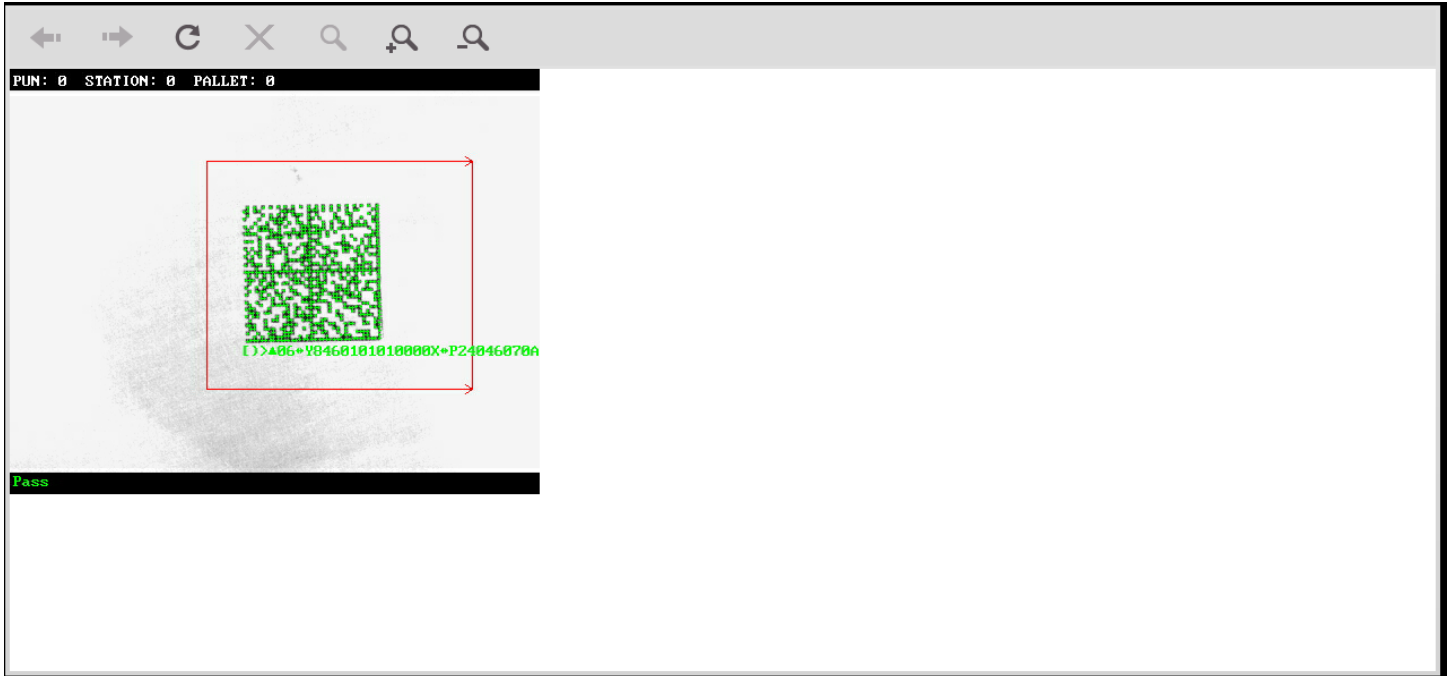 PUN: 0 STATION: 0 PALLET: 0
[)>▲06↔Y8460101010000X↔P24046070A
Pass